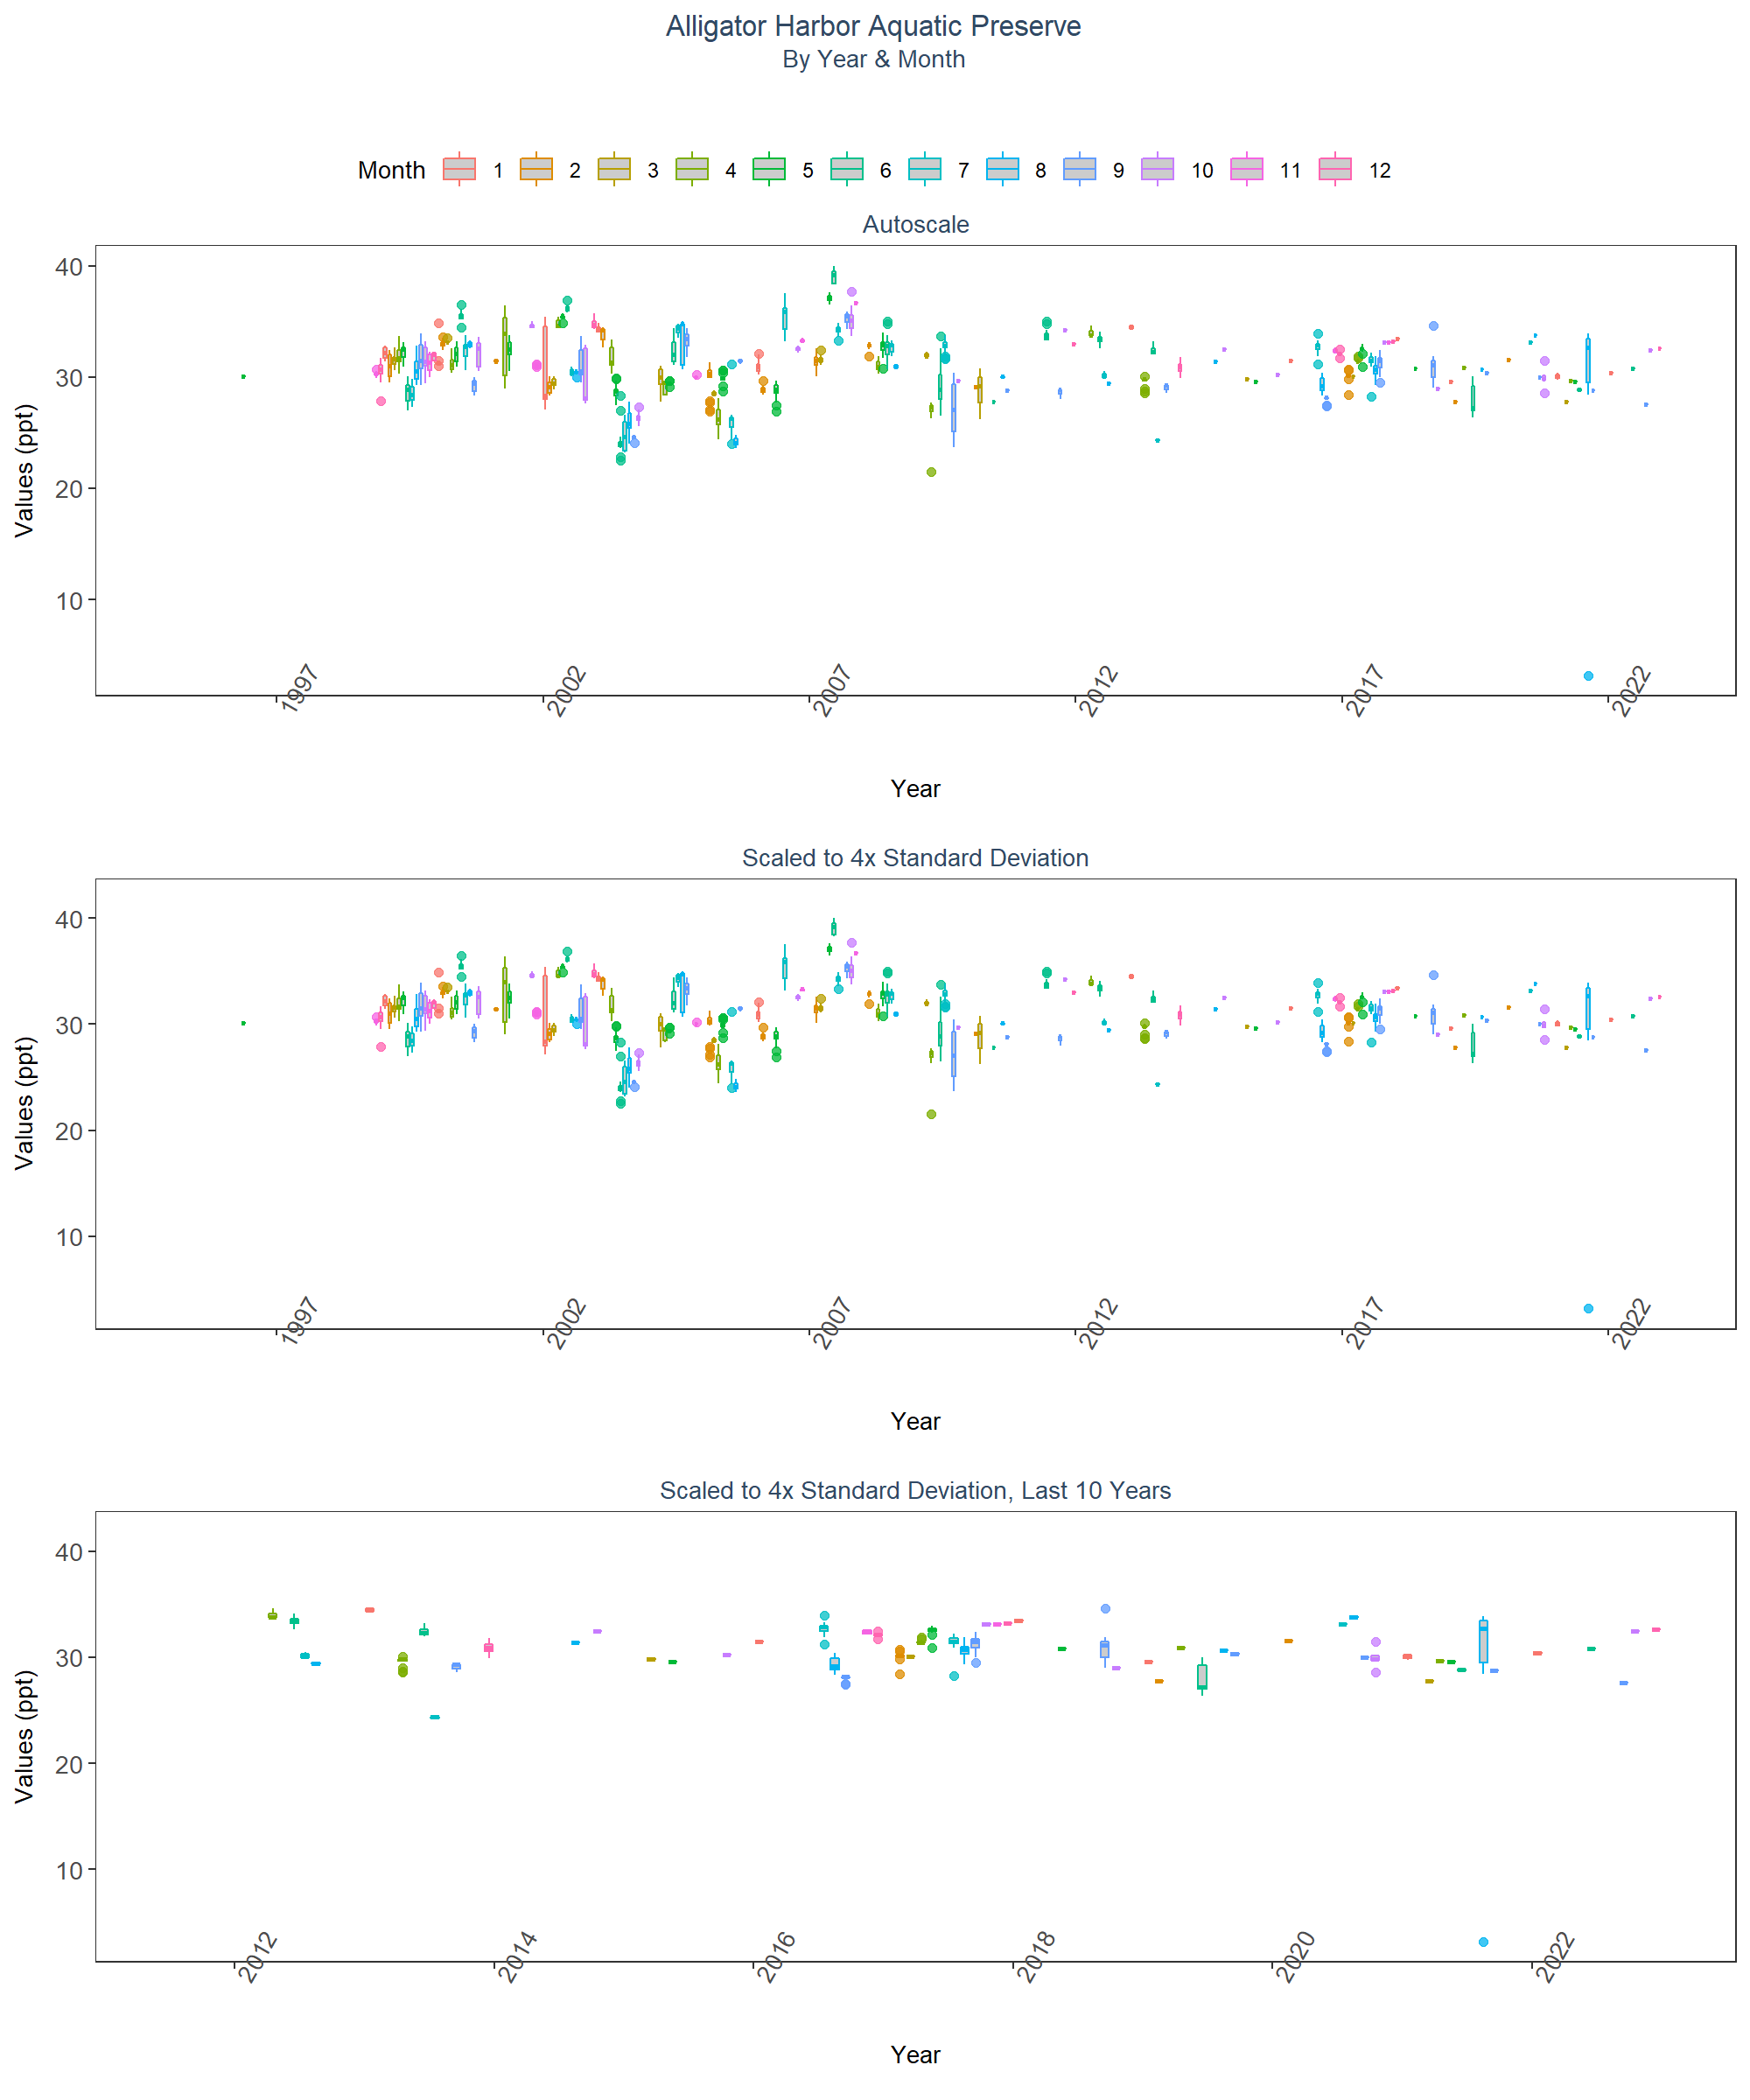 Alligator Harbor Aquatic Preserve
By Year & Month
Month 1 2 3 4 5 6 7 8 9 10 11 12
Autoscale
Values (ppt)
40
30
20
10
1997 2002 2007 2012 2017 2022
Year
Scaled to 4x Standard Deviation
Values (ppt)
40
30
20
10
1997 2002 2007 2012 2017 2022
Year
Scaled to 4x Standard Deviation, Last 10 Years
Values (ppt)
40
30
20
10
2012 2014 2016 2018 2020 2022
Year